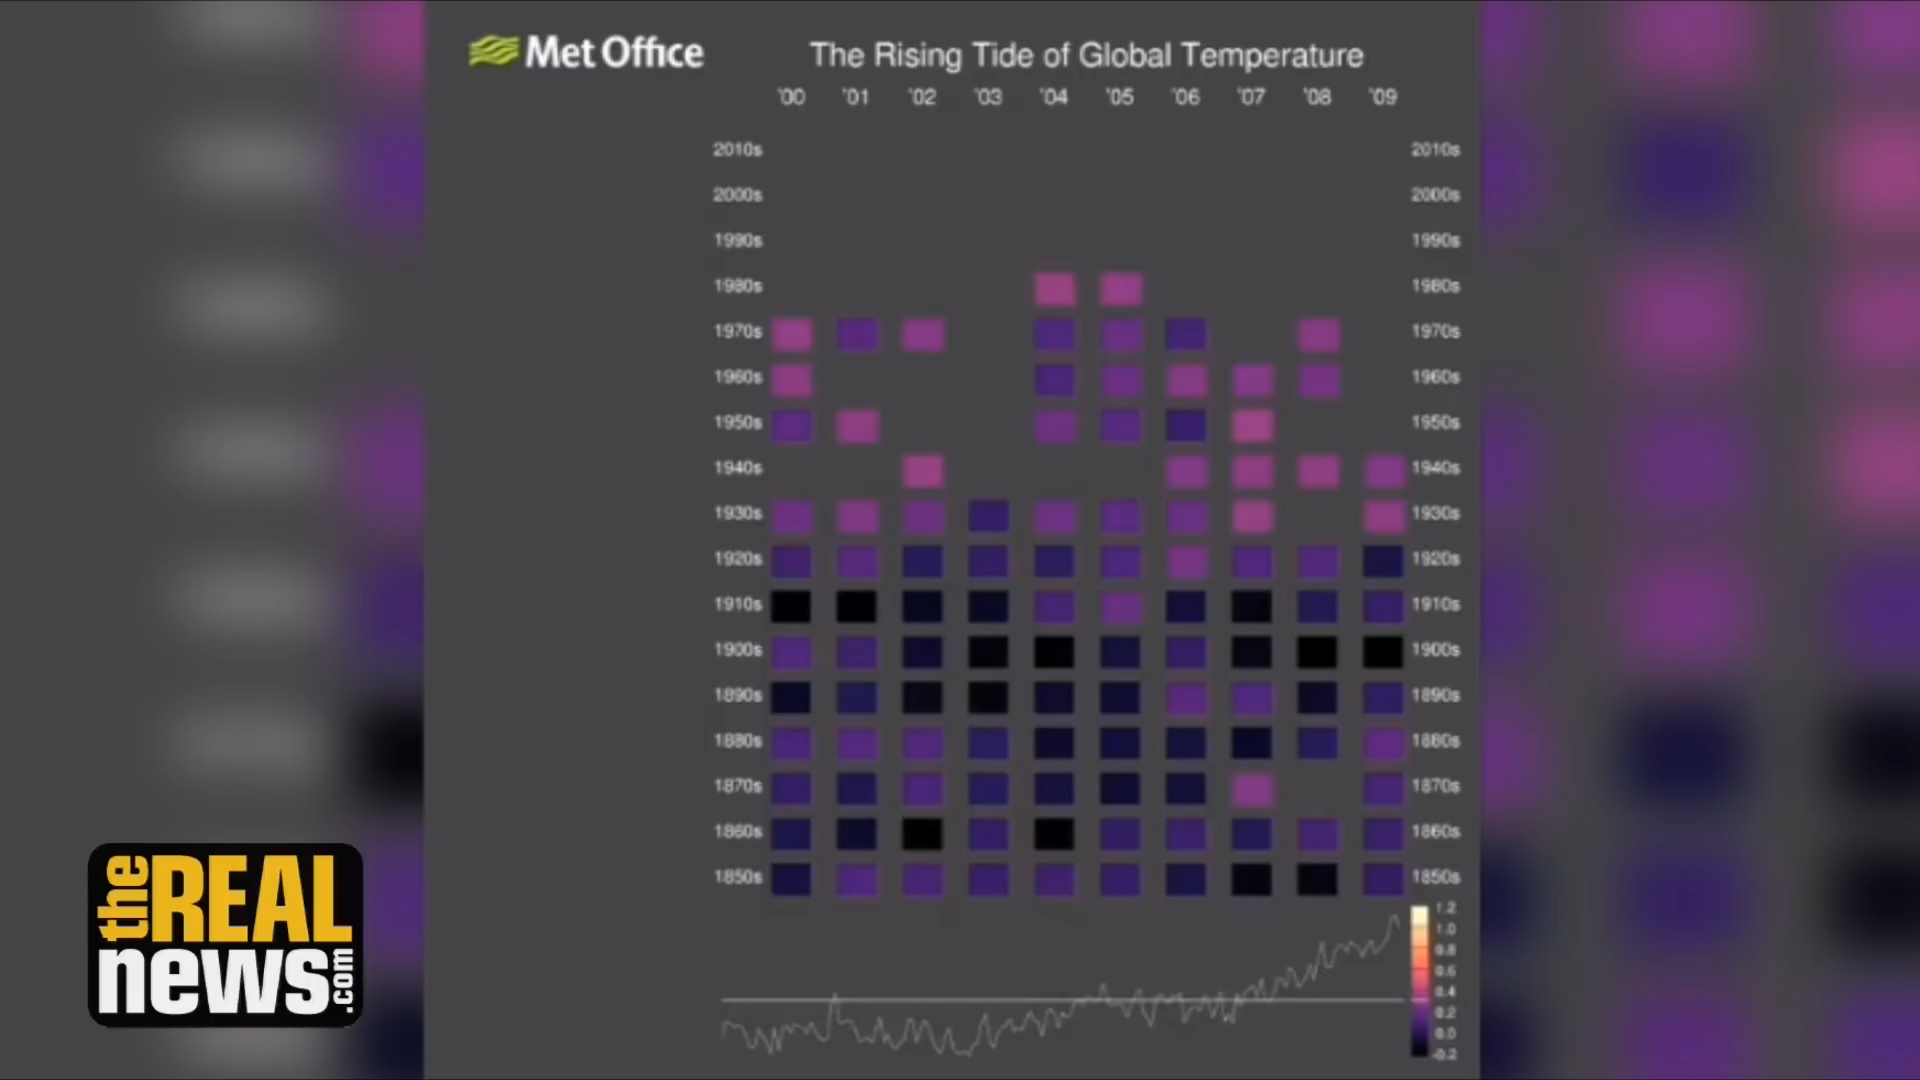 Met Office
The Rising Tide of Global Temperature
'00 '01 '02 '03 '04 '05 '06 '07 '08 '09
2010s 2010s
2000s 2000s
1990s 1990s
1980s 1980s
1970s 1970s
1960s 1960s
1950s 1950s
1940s 1940s
1930s 1930s
1920s 1920s
1910s 1910s
1900s 1900s
1890s 1890s
1880s 1880s
1870s 1870s
1860s 1860s
1850s 1850s
1.2
1.0
0.8
0.6
0.4
0.2
0.0
-0.2
the REAL
news.com